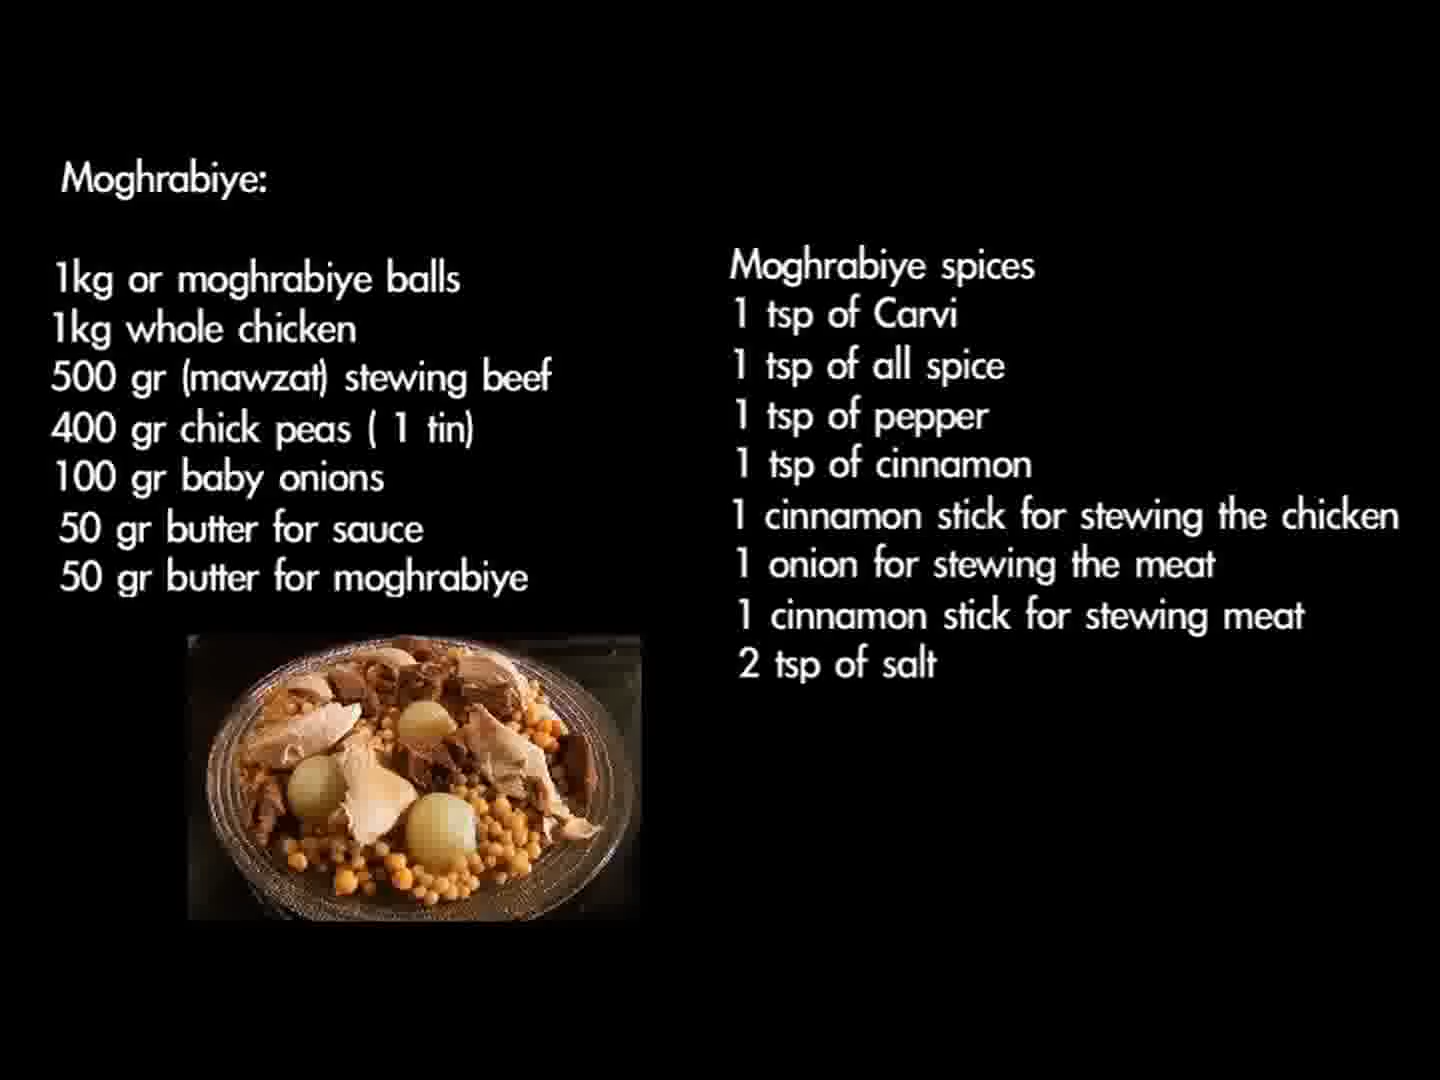 Moghrabiye:
1kg or moghrabiye balls
1kg whole chicken
500 gr (mawzat) stewing beef
400 gr chick peas ( 1 tin)
100 gr baby onions
50 gr butter for sauce
50 gr butter for moghrabiye
Moghrabiye spices
1 tsp of Carvi
1 tsp of all spice
1 tsp of pepper
1 tsp of cinnamon
1 cinnamon stick for stewing the chicken
1 onion for stewing the meat
1 cinnamon stick for stewing meat
2 tsp of salt